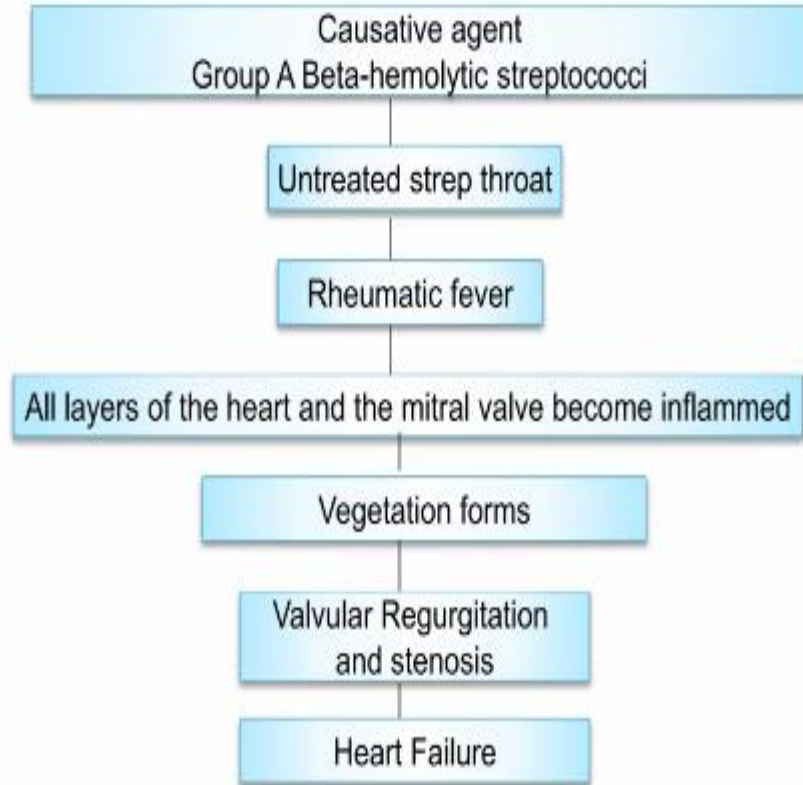 Causative agent
Group A Beta-hemolytic streptococci
Untreated strep throat
Rheumatic fever
All layers of the heart and the mitral valve become inflammed
Vegetation forms
Valvular Regurgitation
and stenosis
Heart Failure